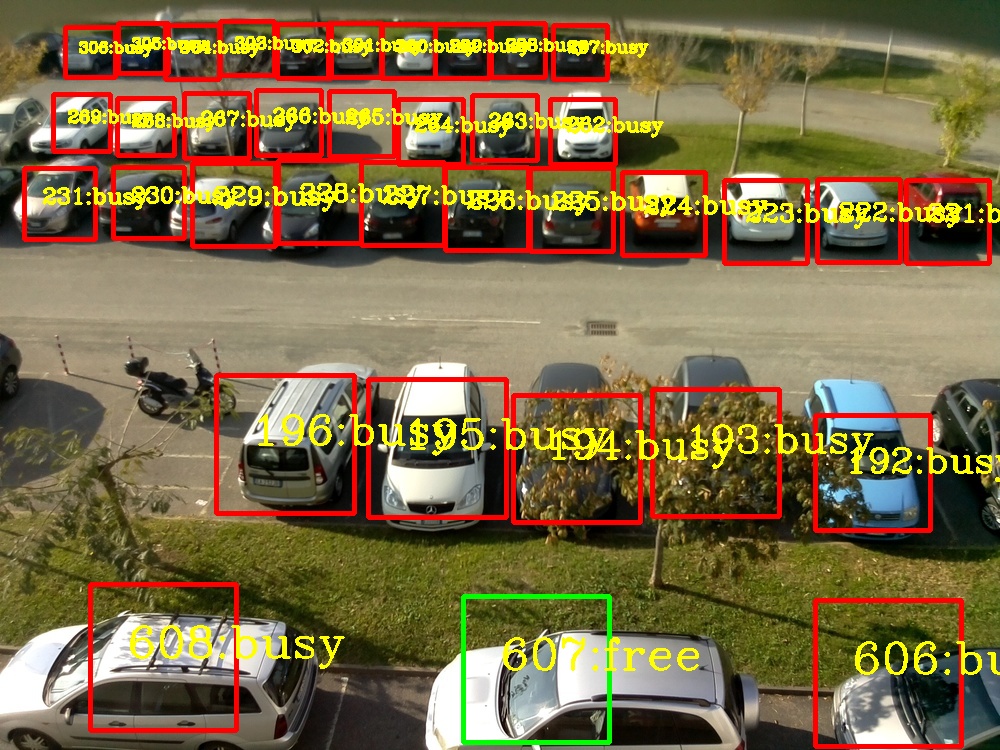 306:busy 305:busy 304:busy 303:busy 302:busy 301:busy 300:busy 299:busy 298:busy 297:busy
269:busy 268:busy 267:busy 266:busy 265:busy 264:busy 263:busy 262:busy
231:busy 230:busy 229:busy 228:busy 227:busy 226:busy 225:busy 224:busy 223:busy 222:busy 221:b
196:busy 195:busy 194:busy 193:busy 192:busy
608:busy 607:free 606:bu